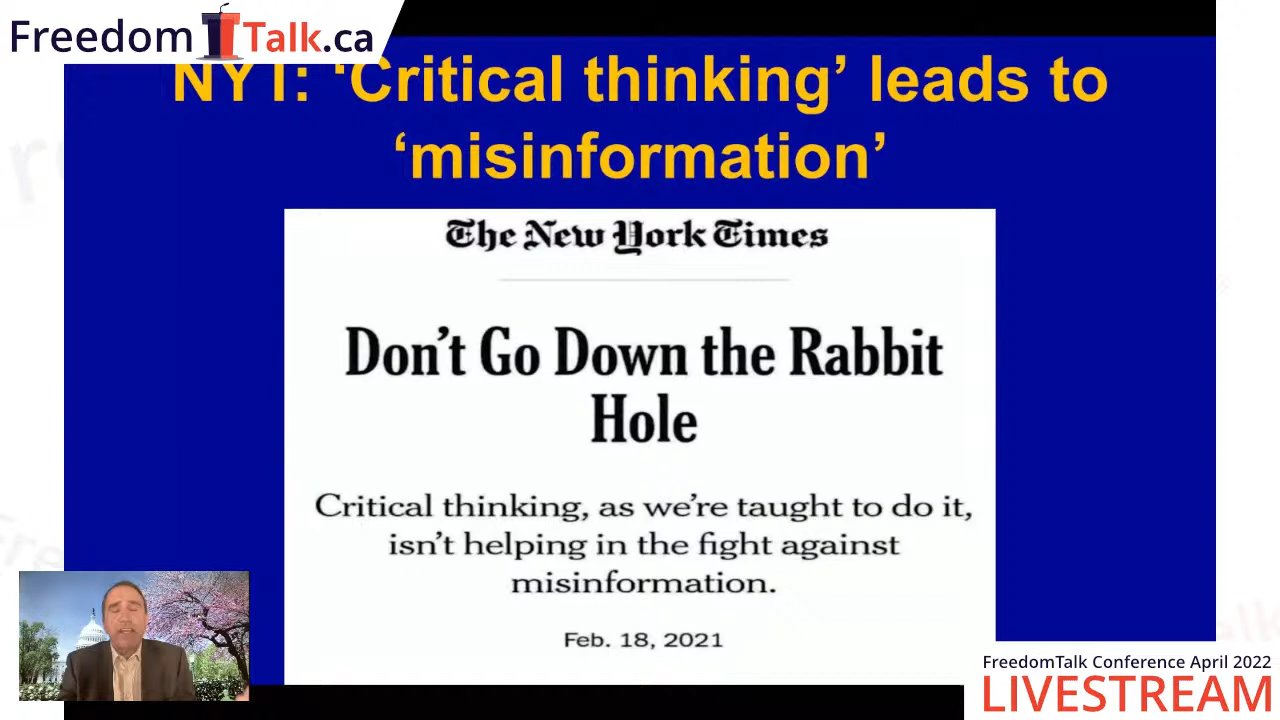 FreedomTalk.ca
NYT: ‘Critical thinking’ leads to
‘misinformation’
The New York Times
Don’t Go Down the Rabbit
Hole
Critical thinking, as we’re taught to do it,
isn’t helping in the fight against
misinformation.
Feb. 18, 2021
FreedomTalk Conference April 2022
LIVESTREAM